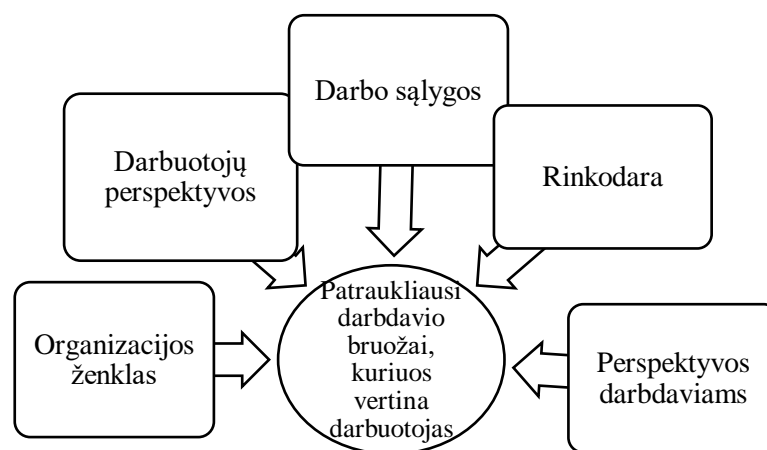 Darbo sąlygos
Darbuotojų
perspektyvos
Rinkodara
Organizacijos
ženklas
Patraukliausi
darbdavio
bruožai,
kuriuos
vertina
darbuotojas
Perspektyvos
darbdaviams